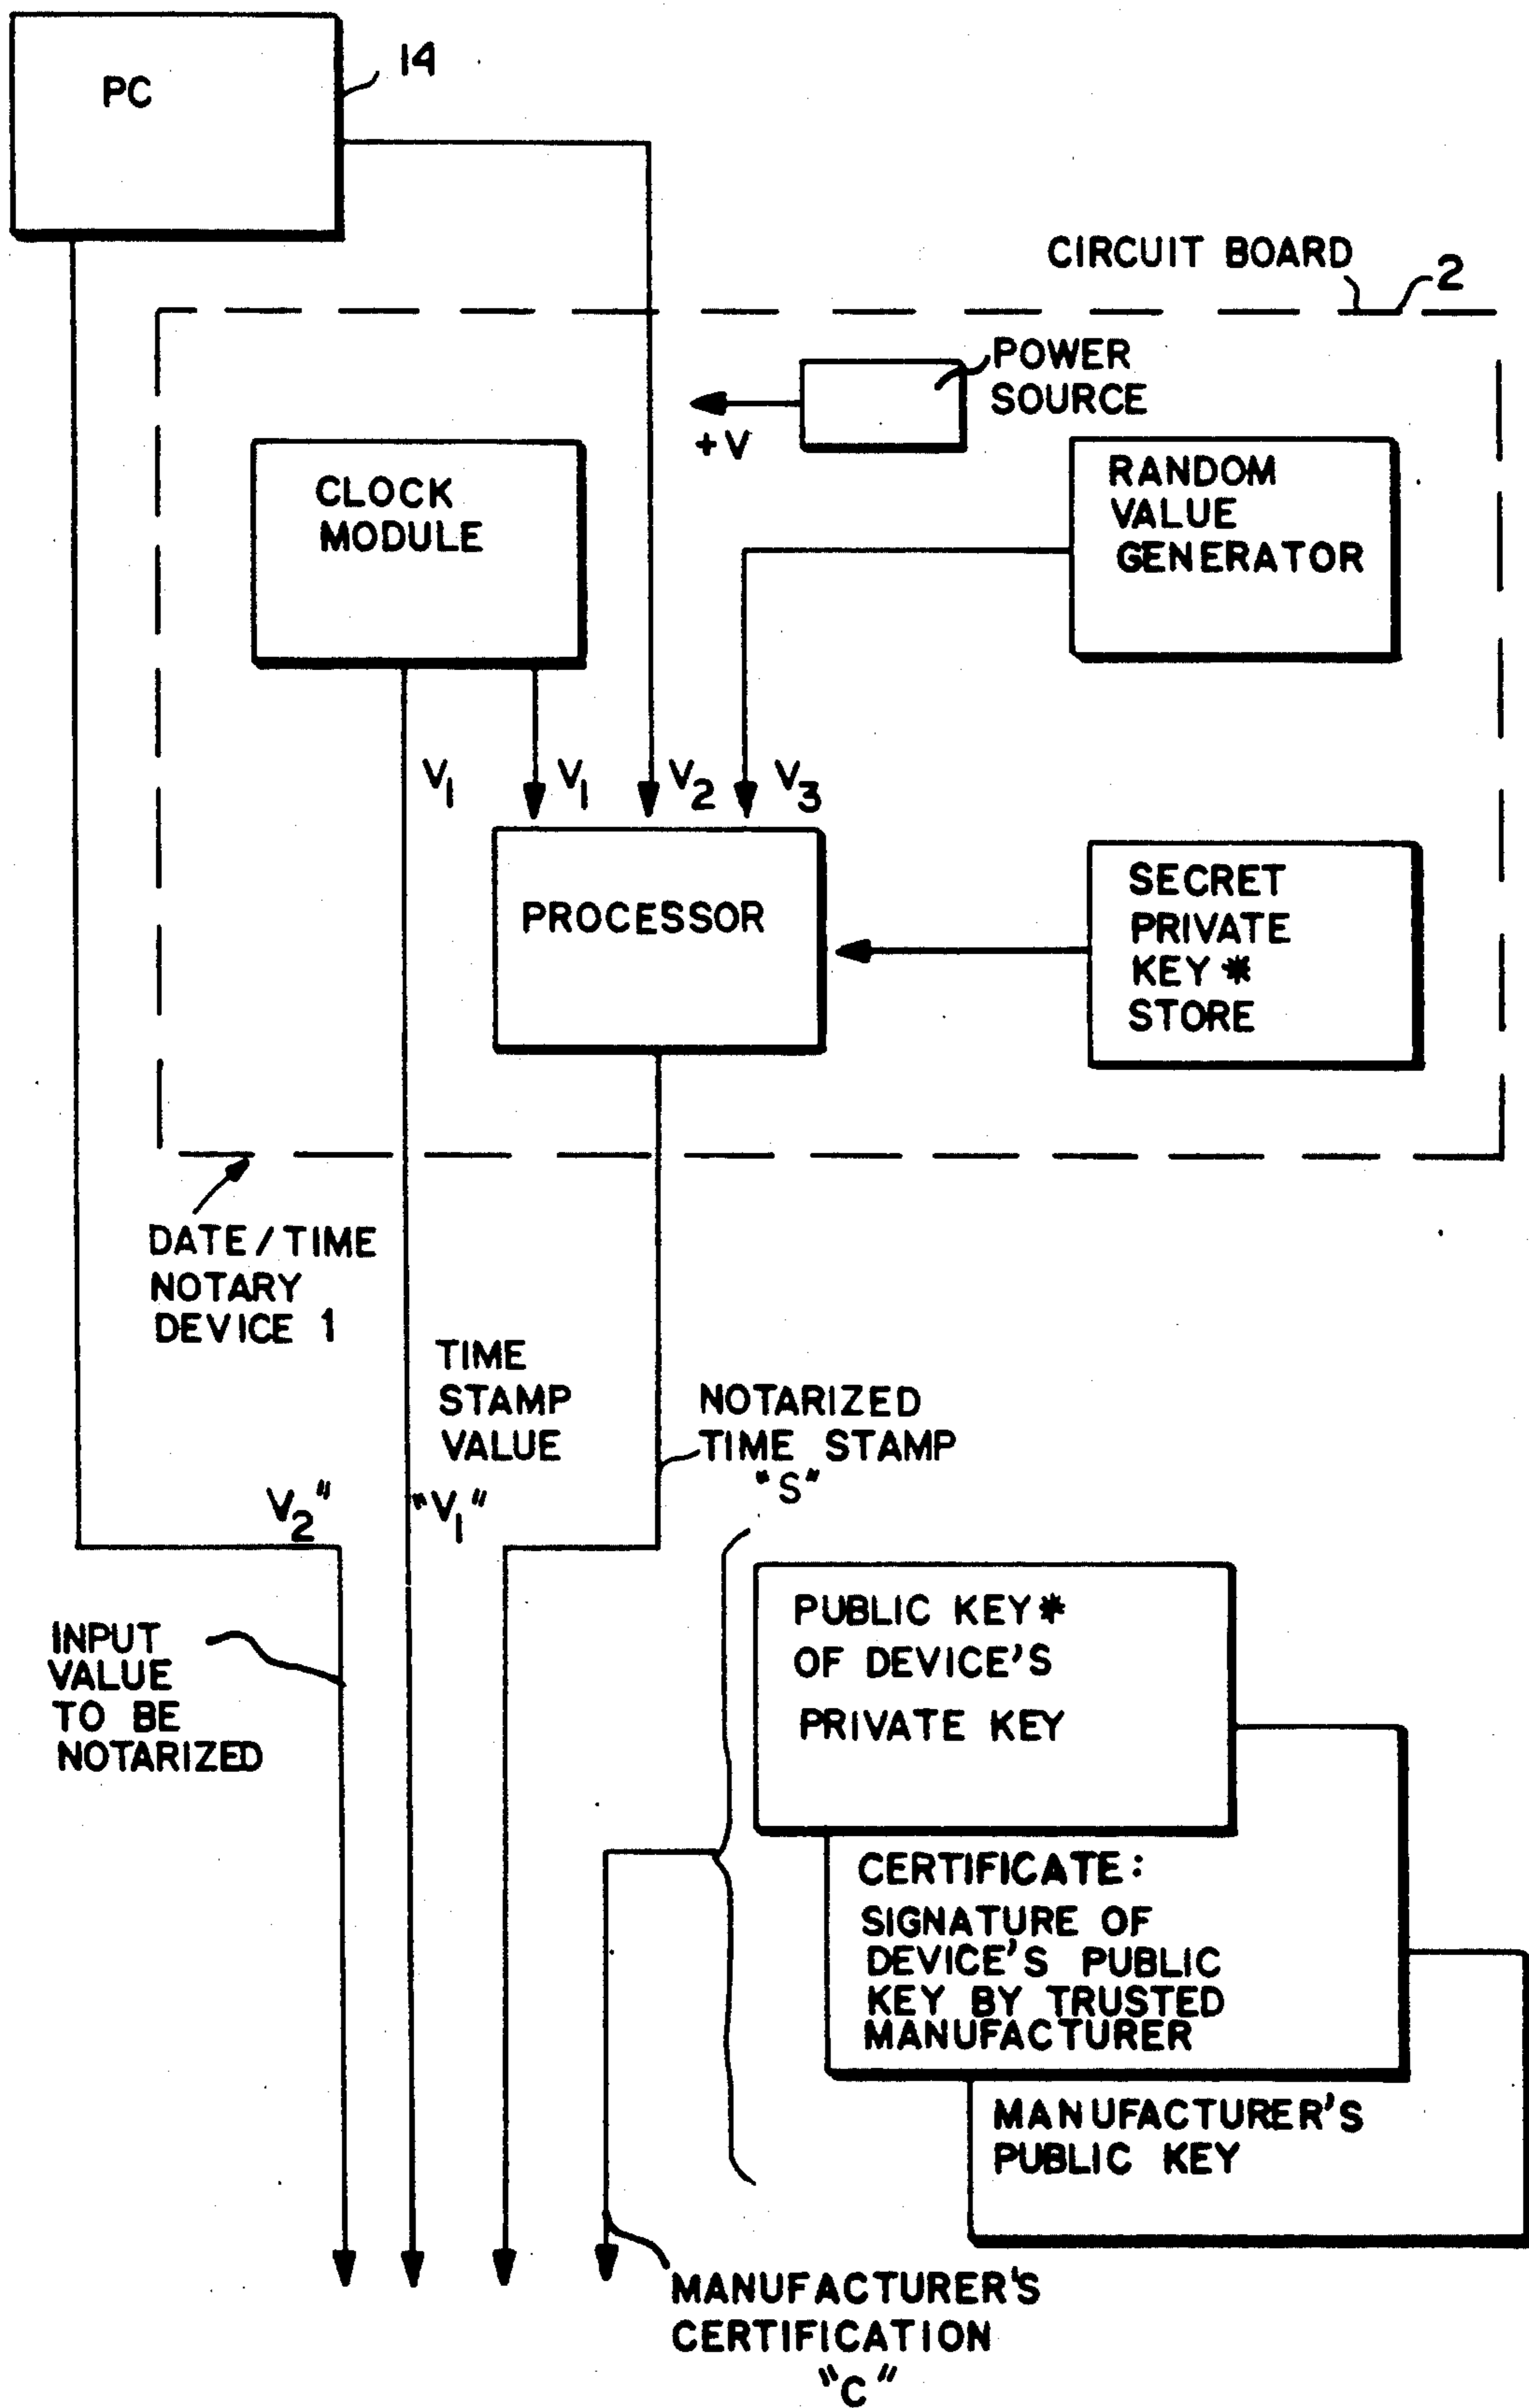 PC
14
CIRCUIT BOARD
2
POWER
SOURCE
+V
CLOCK
MODULE
RANDOM
VALUE
GENERATOR
V1
V1
V2
V3
PROCESSOR
SECRET
PRIVATE
KEY *
STORE
DATE/TIME
NOTARY
DEVICE 1
TIME
STAMP
VALUE
"V1"
NOTARIZED
TIME STAMP
"S"
V2"
INPUT
VALUE
TO BE
NOTARIZED
PUBLIC KEY*
OF DEVICE'S
PRIVATE KEY
CERTIFICATE:
SIGNATURE OF
DEVICE'S PUBLIC
KEY BY TRUSTED
MANUFACTURER
MANUFACTURER'S
PUBLIC KEY
MANUFACTURER'S
CERTIFICATION
"C"